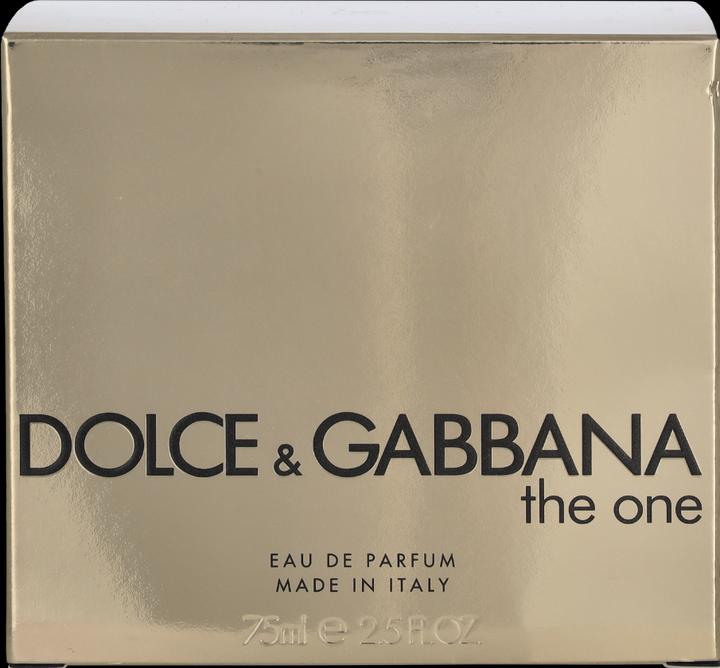 DOLCE & GABBANA
the one
EAU DE PARFUM
MADE IN ITALY
75ml e 2.5 FL.OZ.